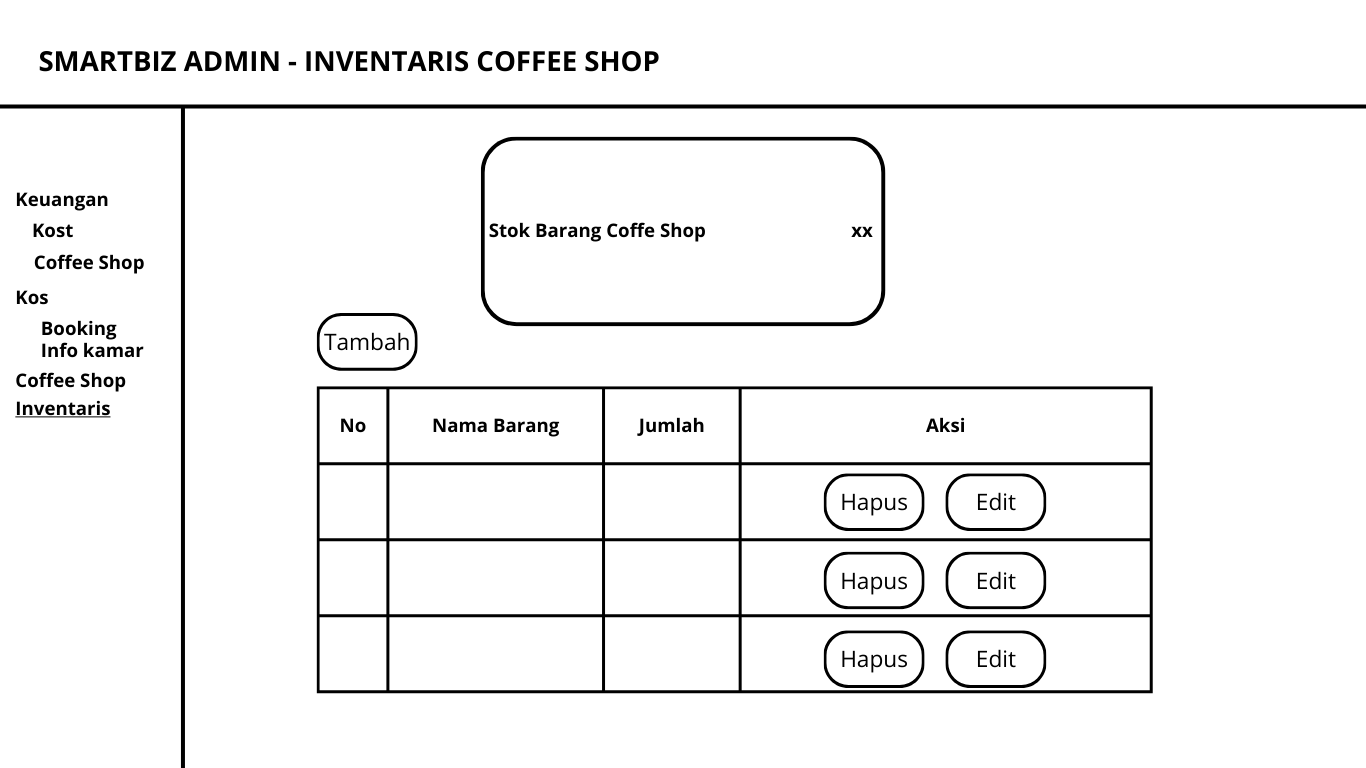 SMARTBIZ ADMIN - INVENTARIS COFFEE SHOP
Keuangan
Kost
Coffee Shop
Kos
Booking
Info kamar
Coffee Shop
Inventaris
Stok Barang Coffe Shop xx
Tambah
No Nama Barang Jumlah Aksi
Hapus Edit
Hapus Edit
Hapus Edit